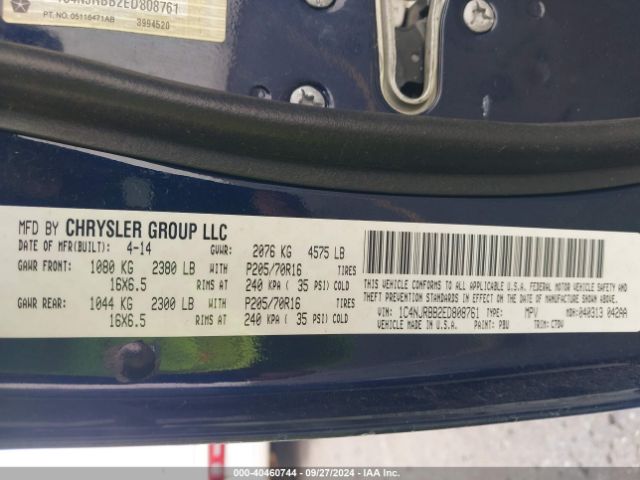 1C4NJRBB2ED808761
PT. NO. 05116471AB 3994520
MFD BY CHRYSLER GROUP LLC
DATE OF MFR(BUILT): 4-14 GVWR: 2076 KG 4575 LB
GAWR FRONT: 1080 KG 2380 LB WITH P205/70R16 TIRES
16X6.5 RIMS AT 240 KPA( 35 PSI) COLD
GAWR REAR: 1044 KG 2300 LB WITH P205/70R16 TIRES
16X6.5 RIMS AT 240 KPA( 35 PSI) COLD
THIS VEHICLE CONFORMS TO ALL APPLICABLE U.S.A. FEDERAL MOTOR VEHICLE SAFETY AND
THEFT PREVENTION STANDARDS IN EFFECT ON THE DATE OF MANUFACTURE SHOWN ABOVE.
VIN: 1C4NJRBB2ED808761 TYPE: MPV MDH:040313 042AA
VEHICLE MADE IN U.S.A. PAINT: PBU TRIM: CTDV
000-40460744 - 09/27/2024 - IAA Inc.